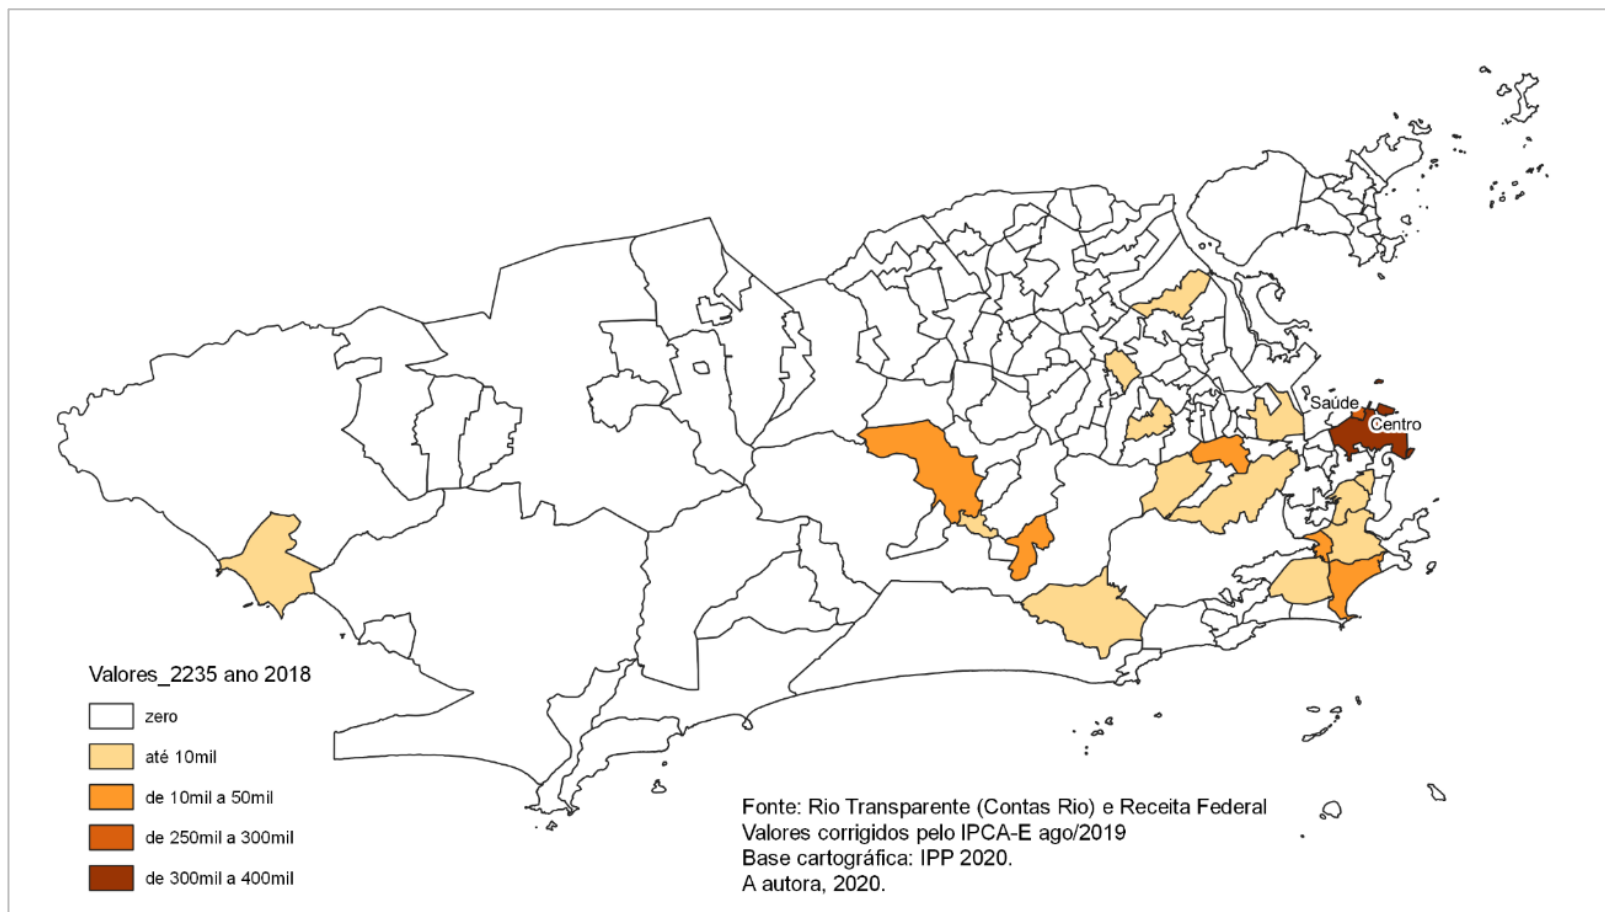 Saúde
Centro
Valores_2235 ano 2018
zero
até 10mil
de 10mil a 50mil
de 250mil a 300mil
de 300mil a 400mil
Fonte: Rio Transparente (Contas Rio) e Receita Federal
Valores corrigidos pelo IPCA-E ago/2019
Base cartográfica: IPP 2020.
A autora, 2020.